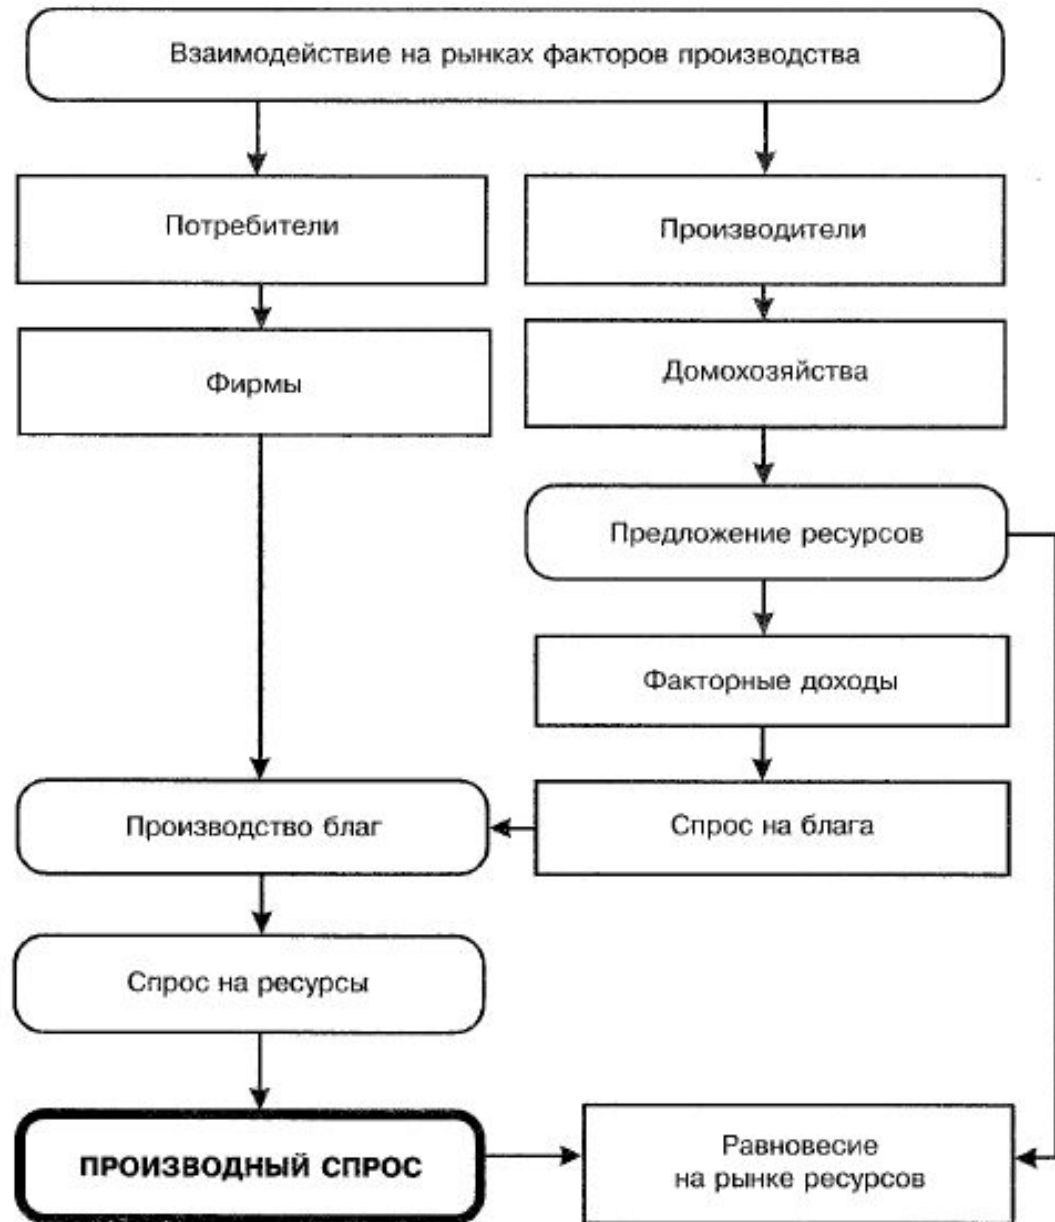 Взаимодействие на рынках факторов производства
Потребители
Производители
Фирмы
Домохозяйства
Предложение ресурсов
Факторные доходы
Производство благ
Спрос на блага
Спрос на ресурсы
ПРОИЗВОДНЫЙ СПРОС
Равновесие
на рынке ресурсов